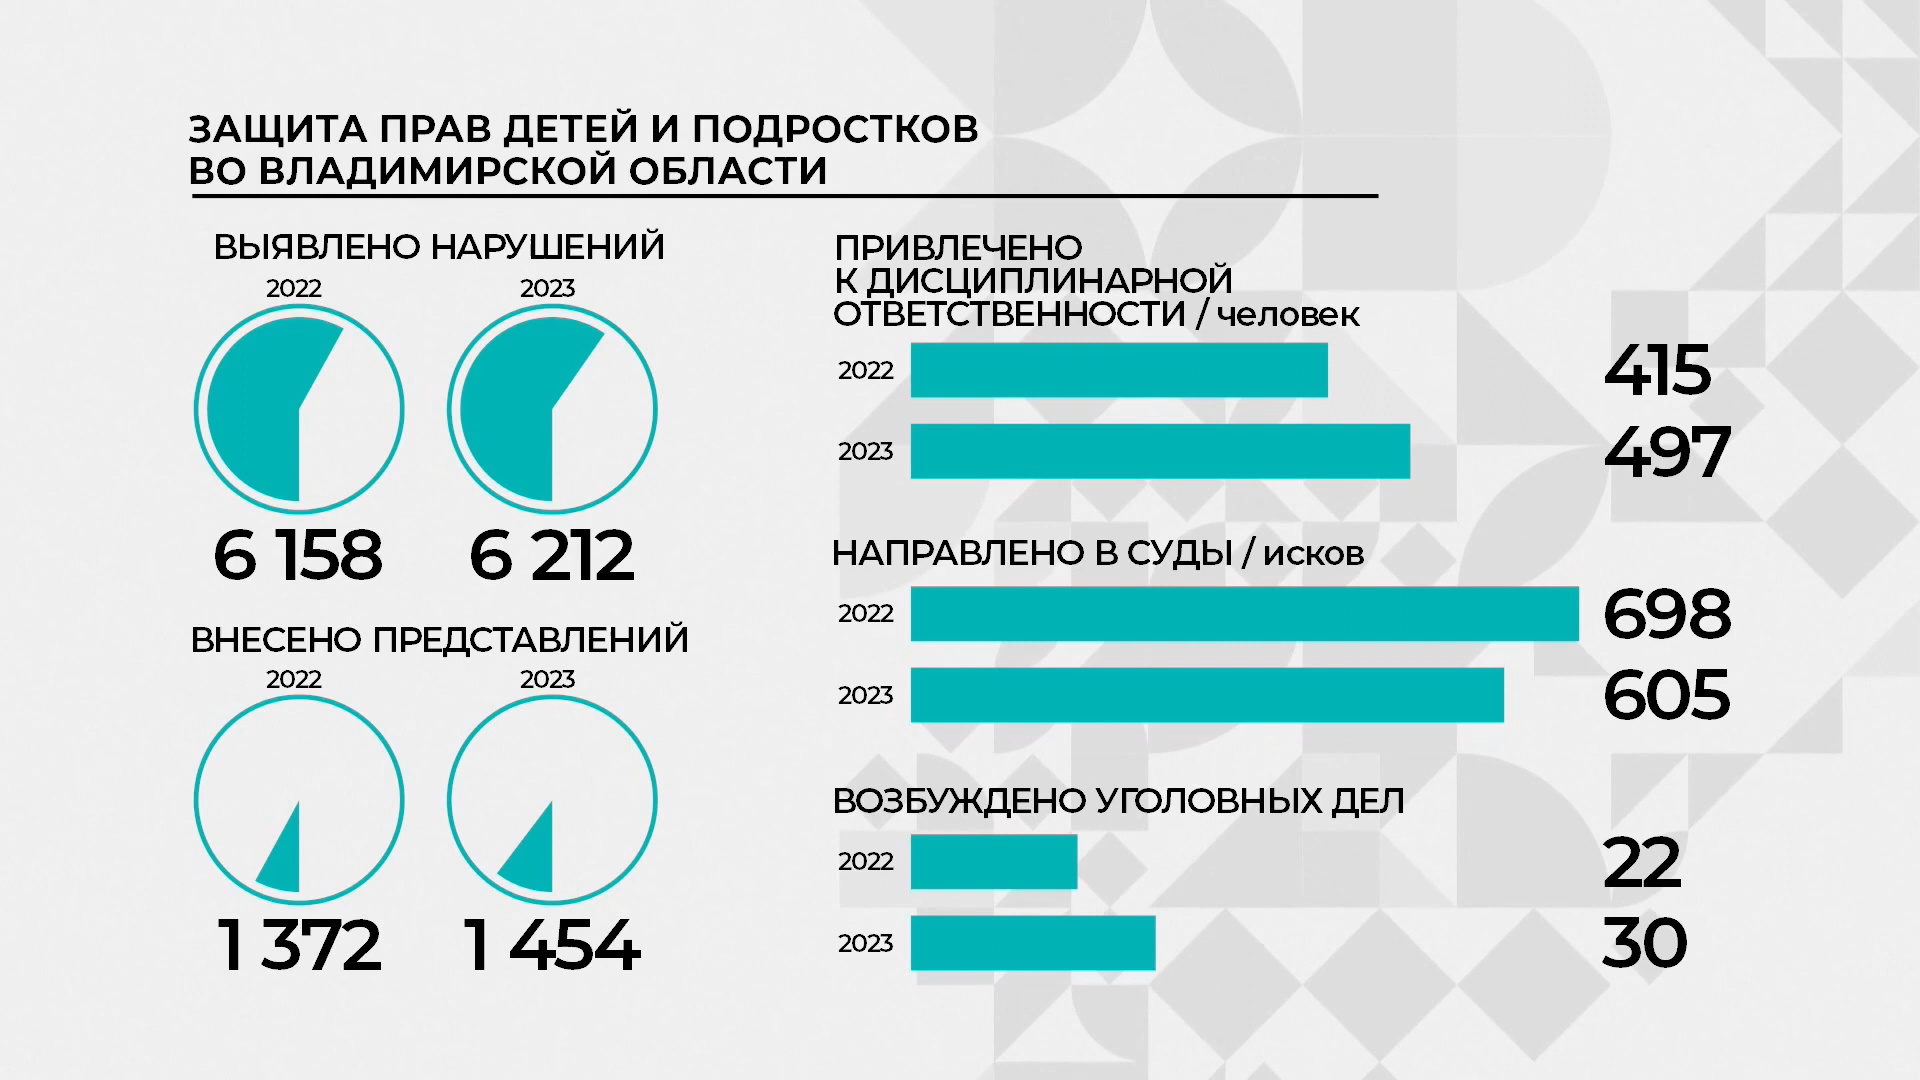 ЗАЩИТА ПРАВ ДЕТЕЙ И ПОДРОСТКОВ
ВО ВЛАДИМИРСКОЙ ОБЛАСТИ
ВЫЯВЛЕНО НАРУШЕНИЙ
2022 2023
6 158 6 212
ВНЕСЕНО ПРЕДСТАВЛЕНИЙ
2022 2023
1 372 1 454
ПРИВЛЕЧЕНО
К ДИСЦИПЛИНАРНОЙ
ОТВЕТСТВЕННОСТИ / человек
2022 415
2023 497
НАПРАВЛЕНО В СУДЫ / исков
2022 698
2023 605
ВОЗБУЖДЕНО УГОЛОВНЫХ ДЕЛ
2022 22
2023 30